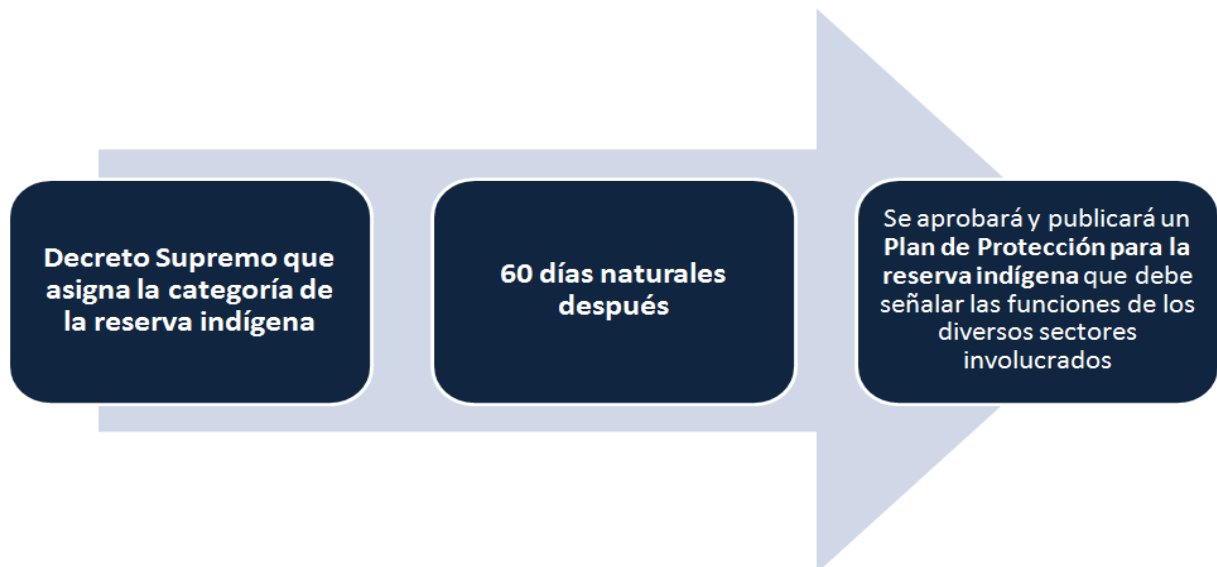 Decreto Supremo que
asigna la categoría de
la reserva indígena
60 días naturales
después
Se aprobará y publicará un
Plan de Protección para la
reserva indígena que debe
señalar las funciones de los
diversos sectores
involucrados